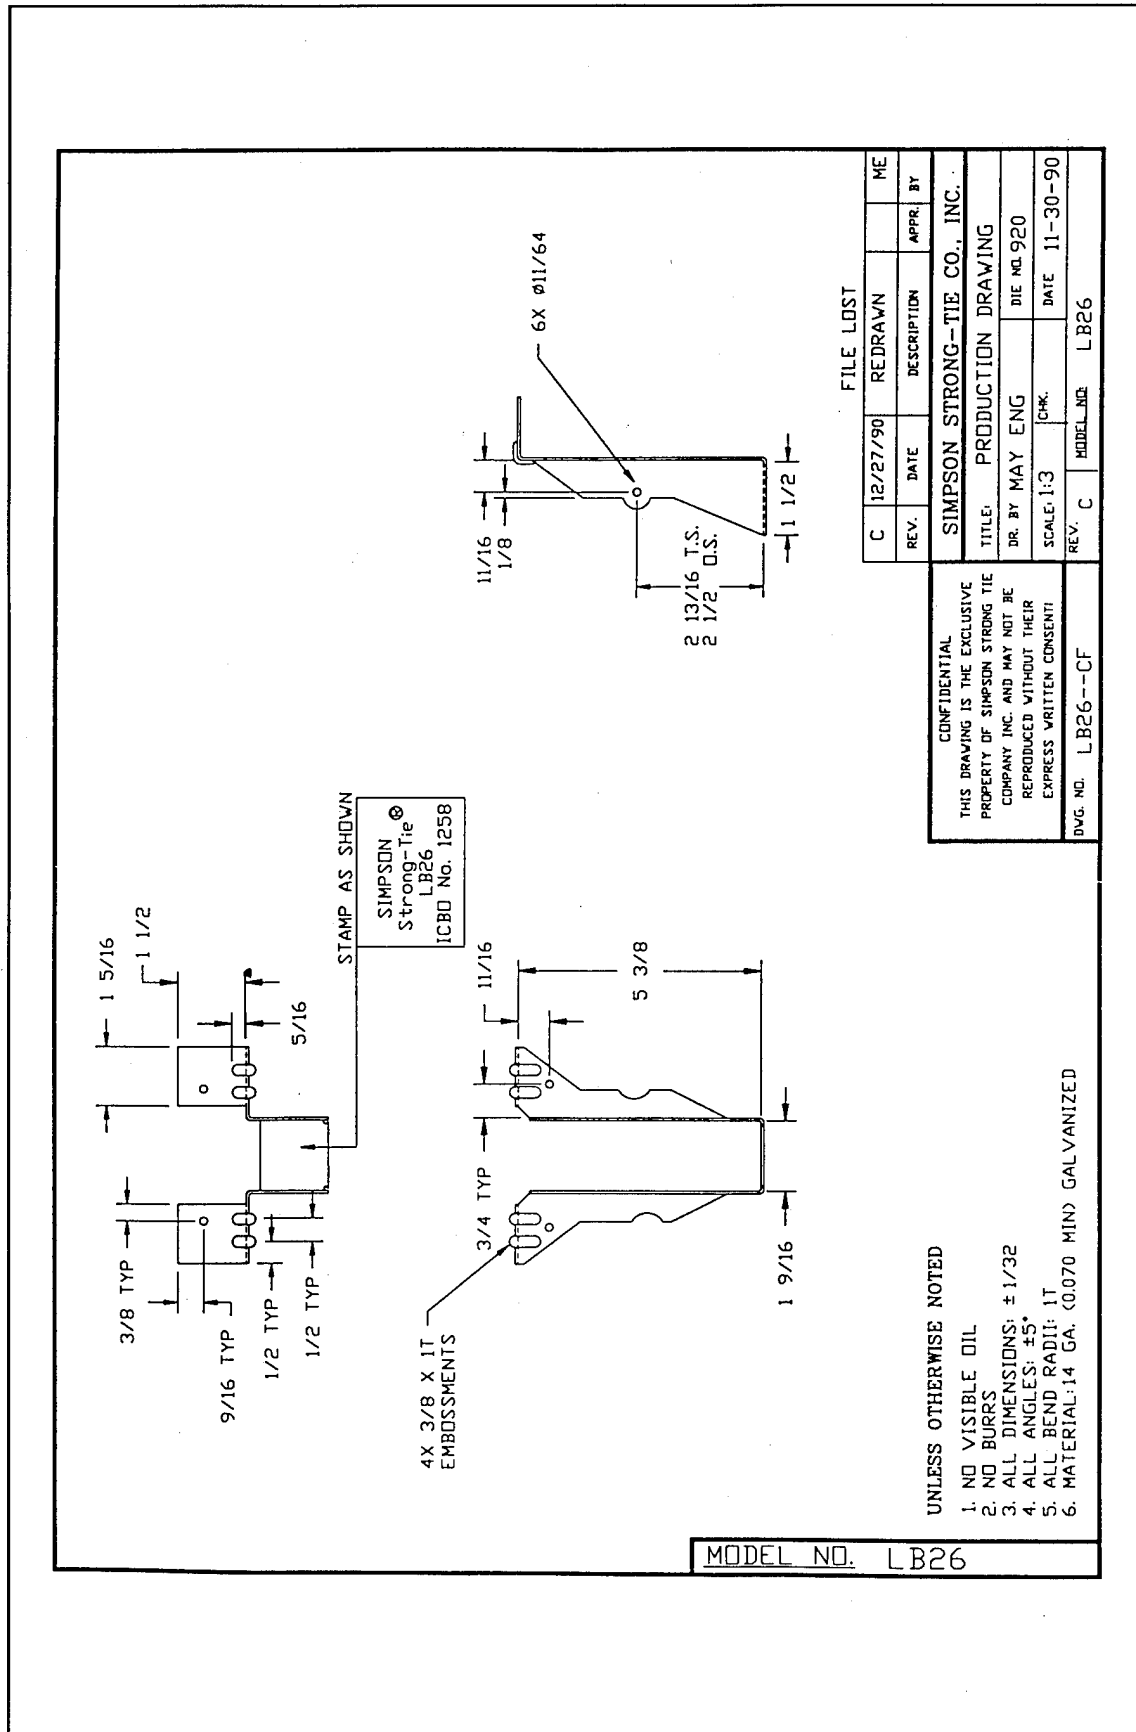 1 5/16
1 1/2
3/8 TYP
9/16 TYP
1/2 TYP
1/2 TYP
5/16
STAMP AS SHOWN
SIMPSON
Strong-Tie®
LB26
ICBO No. 1258
4X 3/8 X 1T
EMBOSSMENTS
3/4 TYP
11/16
5 3/8
1 9/16
11/16
1/8
6X ø11/64
2 13/16 T.S.
2 1/2 O.S.
1 1/2
UNLESS OTHERWISE NOTED
1. NO VISIBLE OIL
2. NO BURRS
3. ALL DIMENSIONS: ±1/32
4. ALL ANGLES: ±5°
5. ALL BEND RADII: 1T
6. MATERIAL:14 GA. (0.070 MIN) GALVANIZED
FILE LOST
C 12/27/90 REDRAWN ME
REV. DATE DESCRIPTION APPR. BY
SIMPSON STRONG-TIE CO., INC.
TITLE: PRODUCTION DRAWING
DR. BY MAY ENG DIE NO. 920
SCALE: 1:3 CHK. DATE 11-30-90
REV. C MODEL NO: LB26
CONFIDENTIAL
THIS DRAWING IS THE EXCLUSIVE
PROPERTY OF SIMPSON STRONG TIE
COMPANY INC. AND MAY NOT BE
REPRODUCED WITHOUT THEIR
EXPRESS WRITTEN CONSENT!
DWG. NO. LB26--CF
MODEL NO. LB26